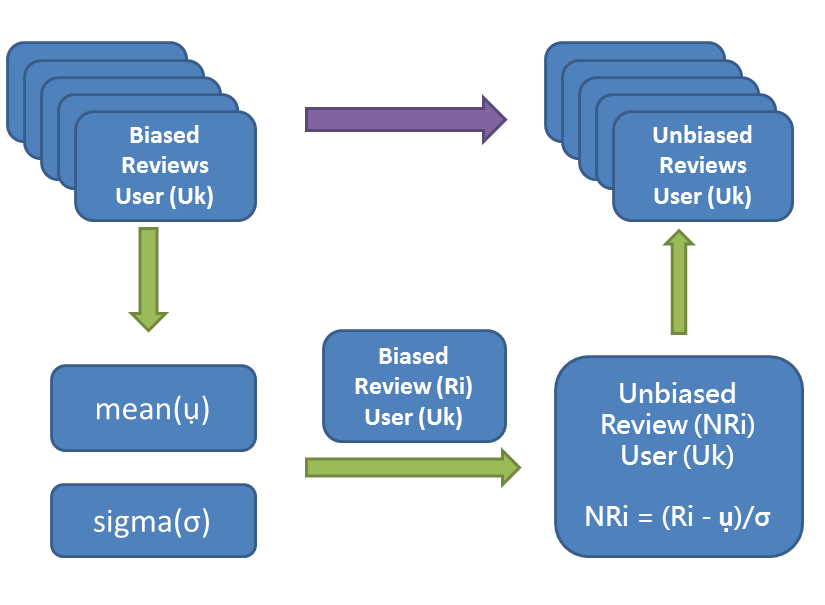 Biased
Reviews
User (Uk)
Unbiased
Reviews
User (Uk)
mean(ụ)
sigma(σ)
Biased
Review (Ri)
User (Uk)
Unbiased
Review (NRi)
User (Uk)
NRi = (Ri - ụ)/σ